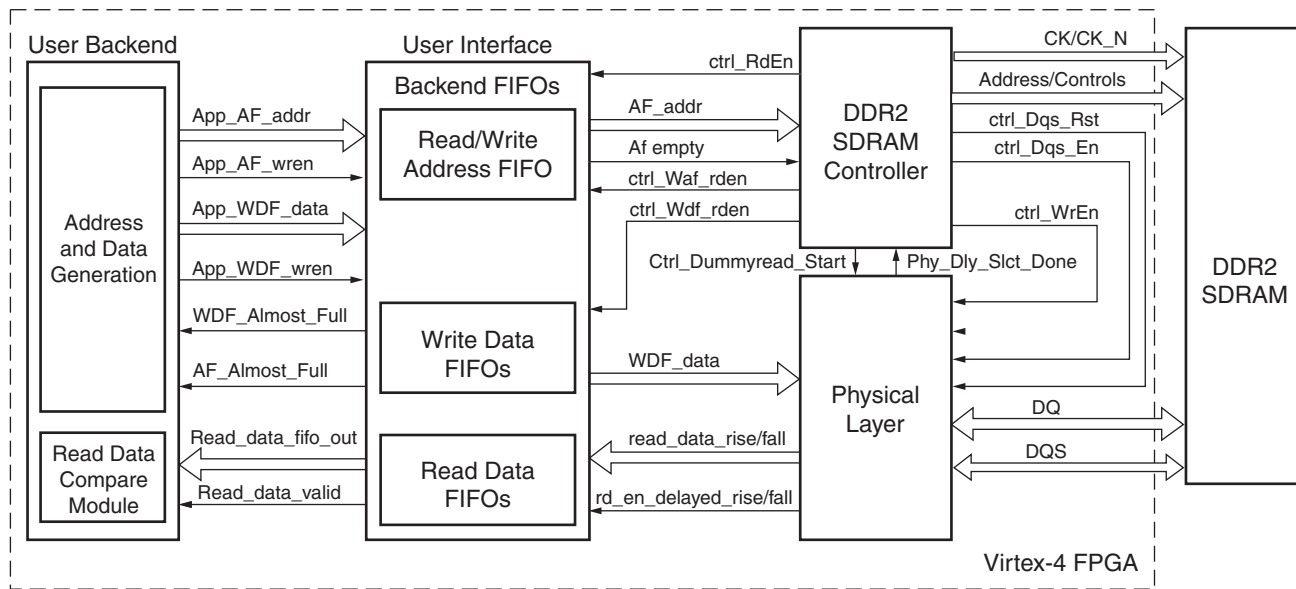 User Backend
User Interface
CK/CK_N
ctrl_RdEn
Backend FIFOs
Address/Controls
App_AF_addr
AF_addr
DDR2
SDRAM
Controller
ctrl_Dqs_Rst
Read/Write
Address FIFO
Af empty
ctrl_Dqs_En
App_AF_wren
ctrl_Waf_rden
App_WDF_data
ctrl_Wdf_rden
ctrl_WrEn
Address
and Data
Generation
App_WDF_wren
Ctrl_Dummyread_Start
Phy_Dly_Slct_Done
DDR2
SDRAM
WDF_Almost_Full
Write Data
FIFOs
WDF_data
AF_Almost_Full
Physical
Layer
DQ
Read_data_fifo_out
read_data_rise/fall
Read Data
Compare
Module
Read Data
FIFOs
DQS
Read_data_valid
rd_en_delayed_rise/fall
Virtex-4 FPGA